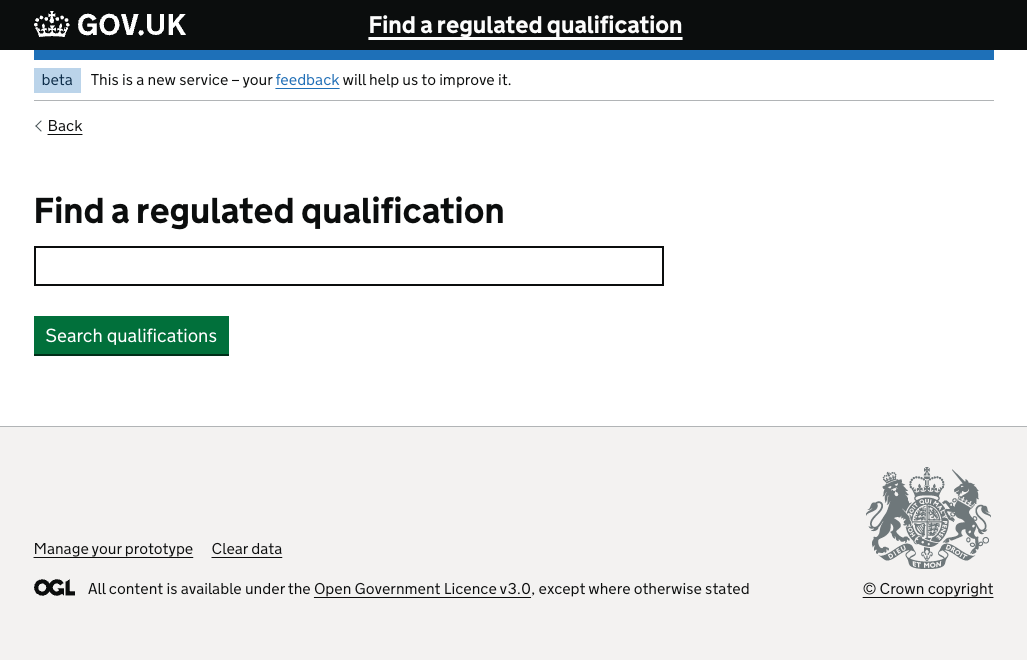 GOV.UK
Find a regulated qualification
beta
This is a new service – your feedback will help us to improve it.
Back
Find a regulated qualification
Search qualifications
Manage your prototype
Clear data
OGL
All content is available under the Open Government Licence v3.0, except where otherwise stated
DIEU
ET MON
DROIT
© Crown copyright